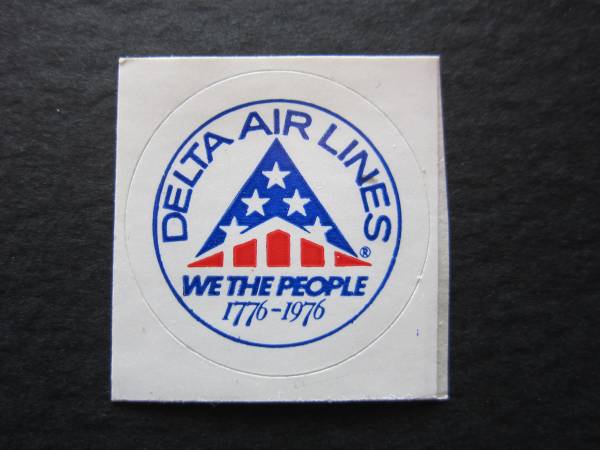 DELTA AIR LINES
®
WE THE PEOPLE
1776-1976